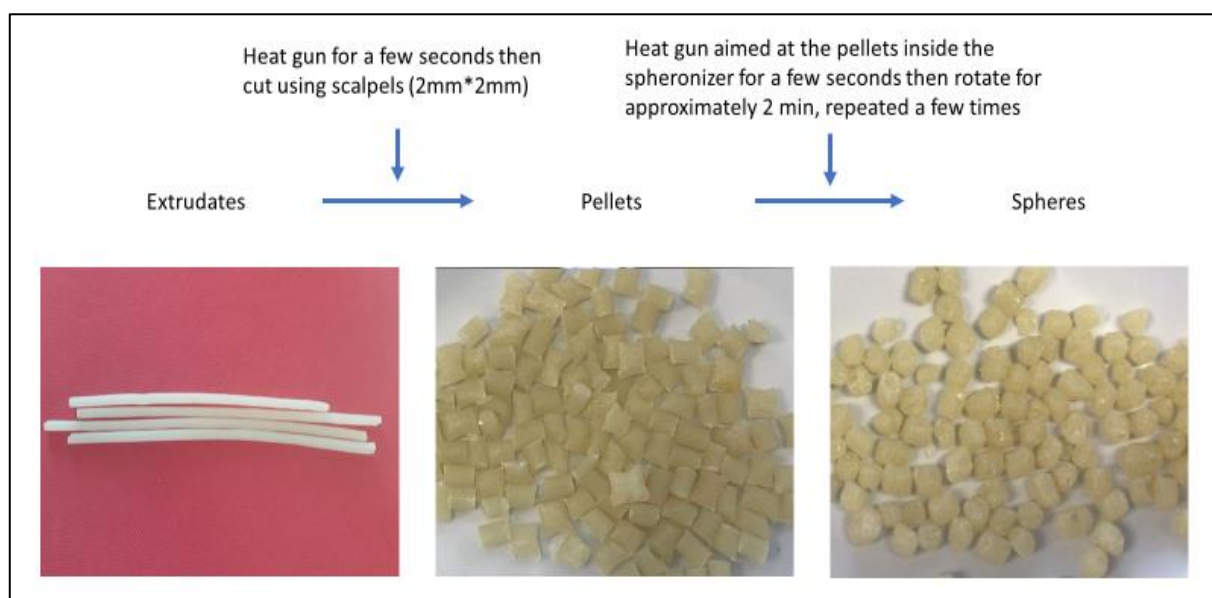 Heat gun for a few seconds then
cut using scalpels (2mm*2mm)
Heat gun aimed at the pellets inside the
spheronizer for a few seconds then rotate for
approximately 2 min, repeated a few times
Extrudates
Pellets
Spheres